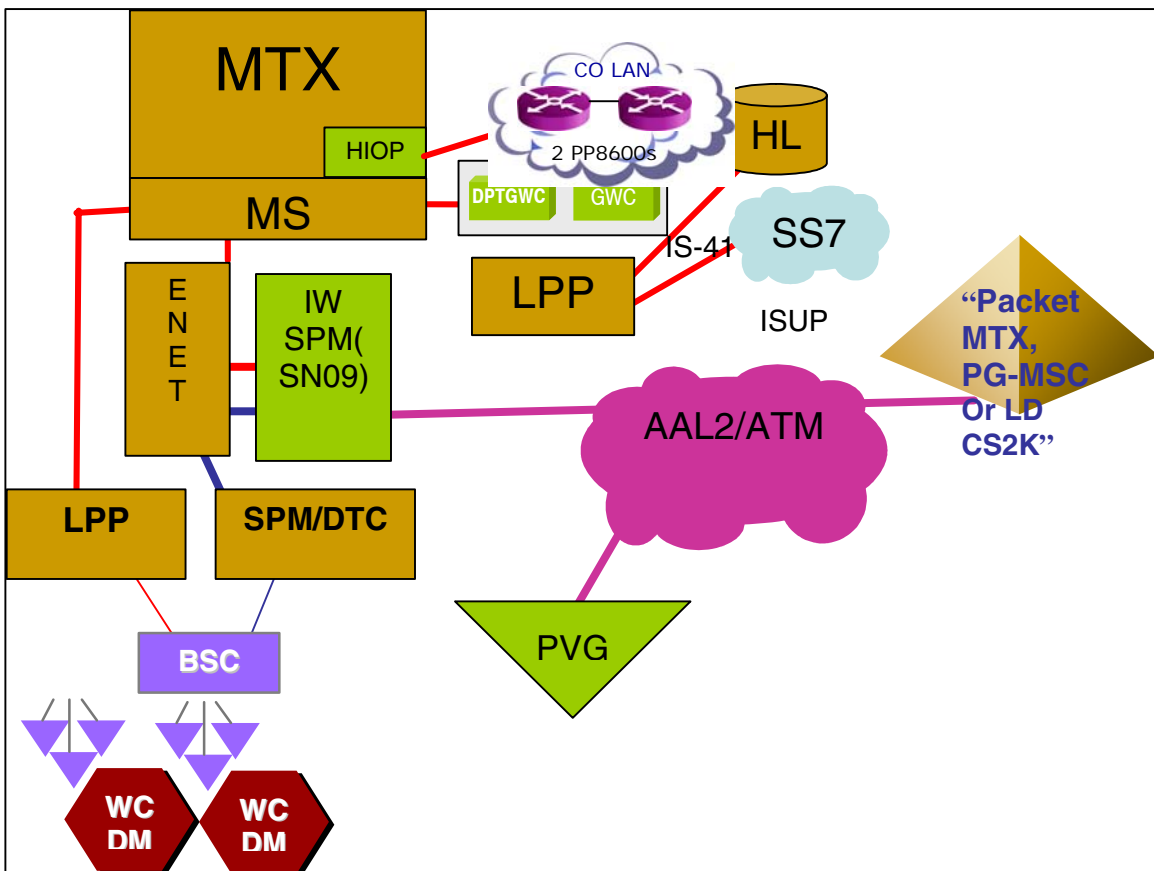 MTX
HIOP
MS
CO LAN
2 PP8600s
DPTGWC
GWC
HL
IS-41
SS7
LPP
ISUP
E
N
E
T
IW
SPM(
SN09)
“Packet
MTX,
PG-MSC
Or LD
CS2K”
AAL2/ATM
LPP
SPM/DTC
PVG
BSC
WC
DM
WC
DM